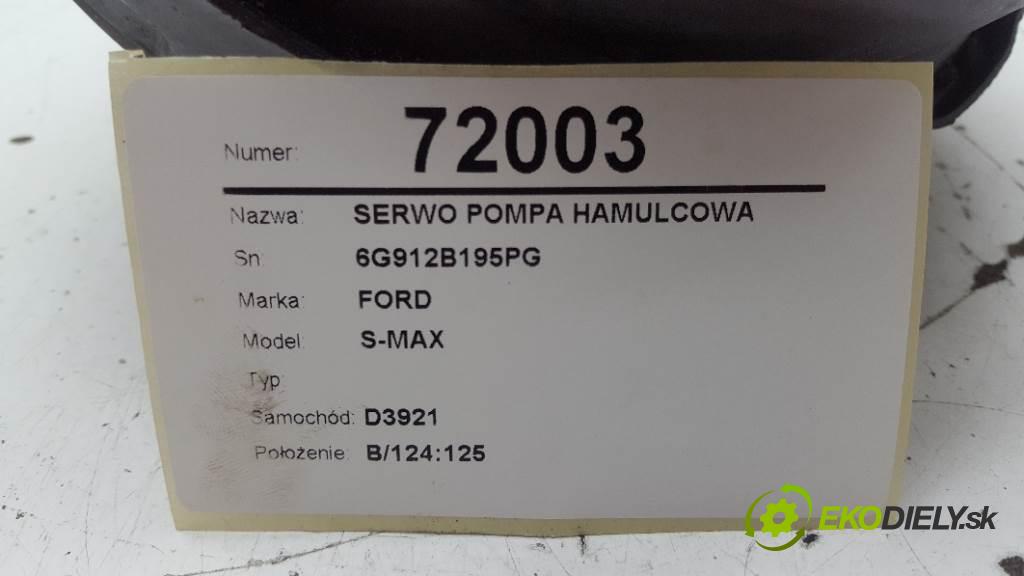 Numer: 72003
Nazwa: SERWO POMPA HAMULCOWA
Sn: 6G912B195PG
Marka: FORD
Model: S-MAX
Typ:
Samochód: D3921
Położenie: B/124:125
EKODIELY.sk